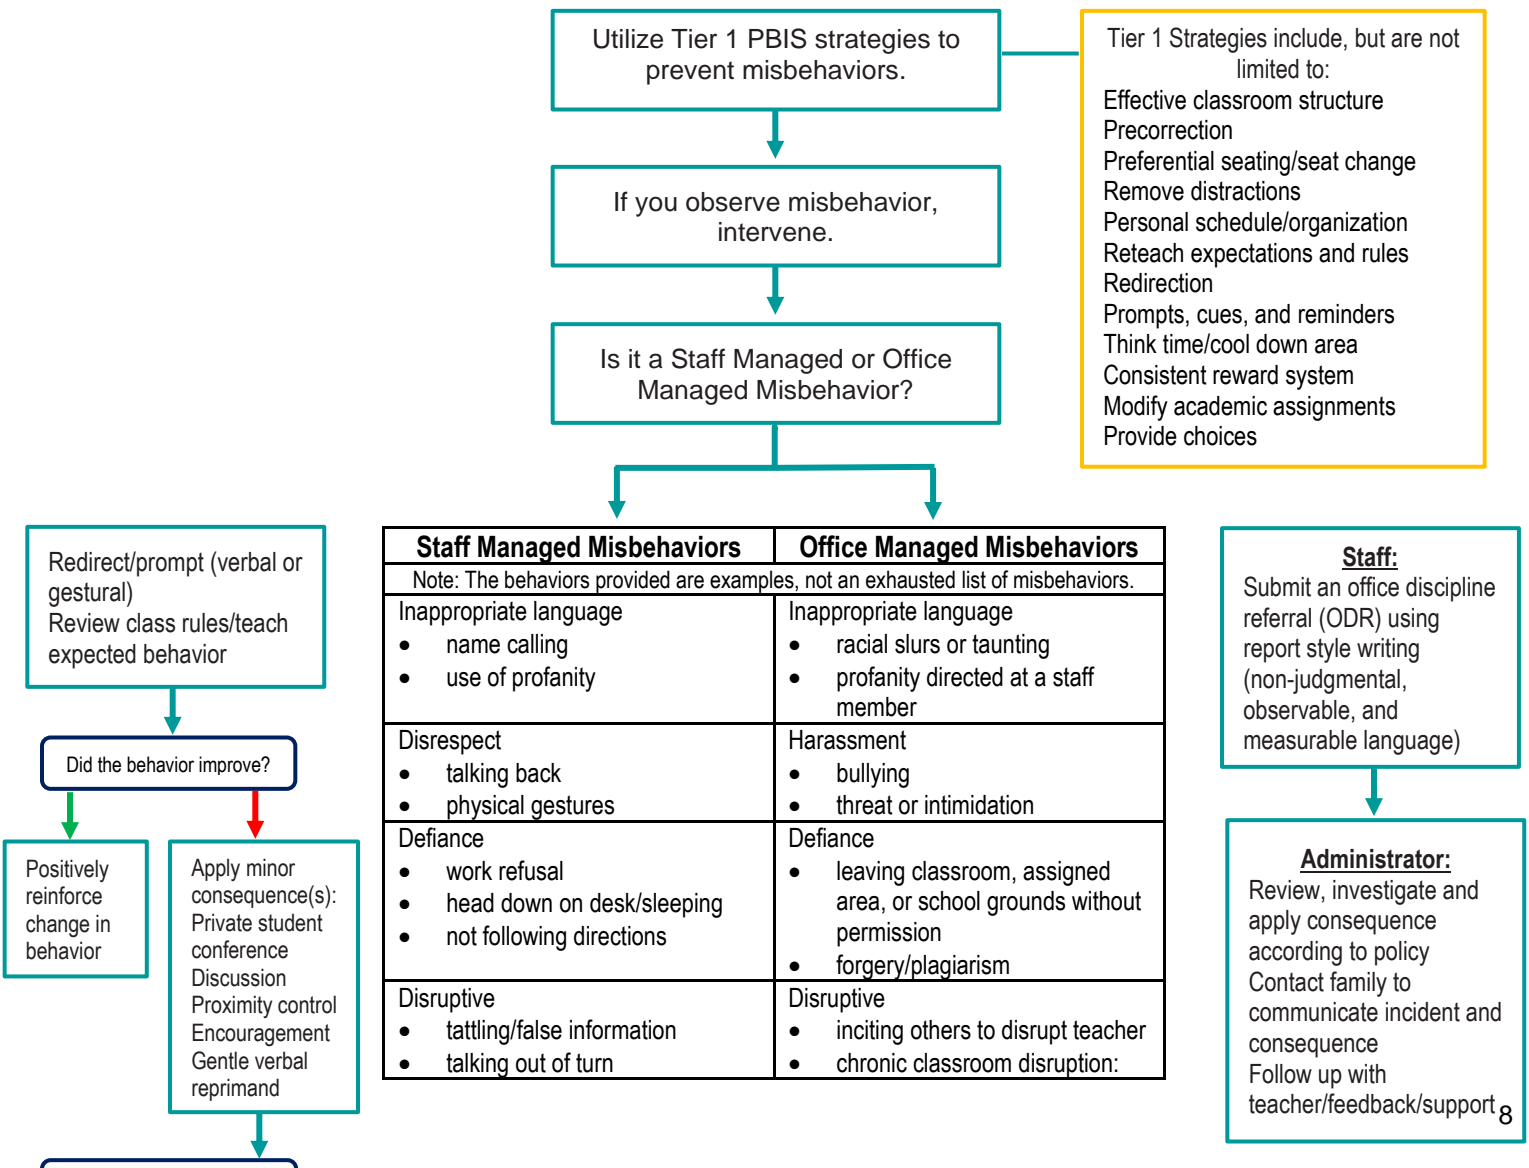 Utilize Tier 1 PBIS strategies to
prevent misbehaviors.
Tier 1 Strategies include, but are not
limited to:
Effective classroom structure
Precorrection
Preferential seating/seat change
Remove distractions
Personal schedule/organization
Reteach expectations and rules
Redirection
Prompts, cues, and reminders
Think time/cool down area
Consistent reward system
Modify academic assignments
Provide choices
If you observe misbehavior,
intervene.
Is it a Staff Managed or Office
Managed Misbehavior?
Redirect/prompt (verbal or
gestural)
Review class rules/teach
expected behavior
Did the behavior improve?
Positively
reinforce
change in
behavior
Apply minor
consequence(s):
Private student
conference
Discussion
Proximity control
Encouragement
Gentle verbal
reprimand
Staff Managed Misbehaviors
Office Managed Misbehaviors
Note: The behaviors provided are examples, not an exhausted list of misbehaviors.
Inappropriate language
• name calling
• use of profanity
Inappropriate language
• racial slurs or taunting
• profanity directed at a staff
member
Disrespect
• talking back
• physical gestures
Harassment
• bullying
• threat or intimidation
Defiance
• work refusal
• head down on desk/sleeping
• not following directions
Defiance
• leaving classroom, assigned
area, or school grounds without
permission
• forgery/plagiarism
Disruptive
• tattling/false information
• talking out of turn
Disruptive
• inciting others to disrupt teacher
• chronic classroom disruption:
Staff:
Submit an office discipline
referral (ODR) using
report style writing
(non-judgmental,
observable, and
measurable language)
Administrator:
Review, investigate and
apply consequence
according to policy
Contact family to
communicate incident and
consequence
Follow up with
teacher/feedback/support
8